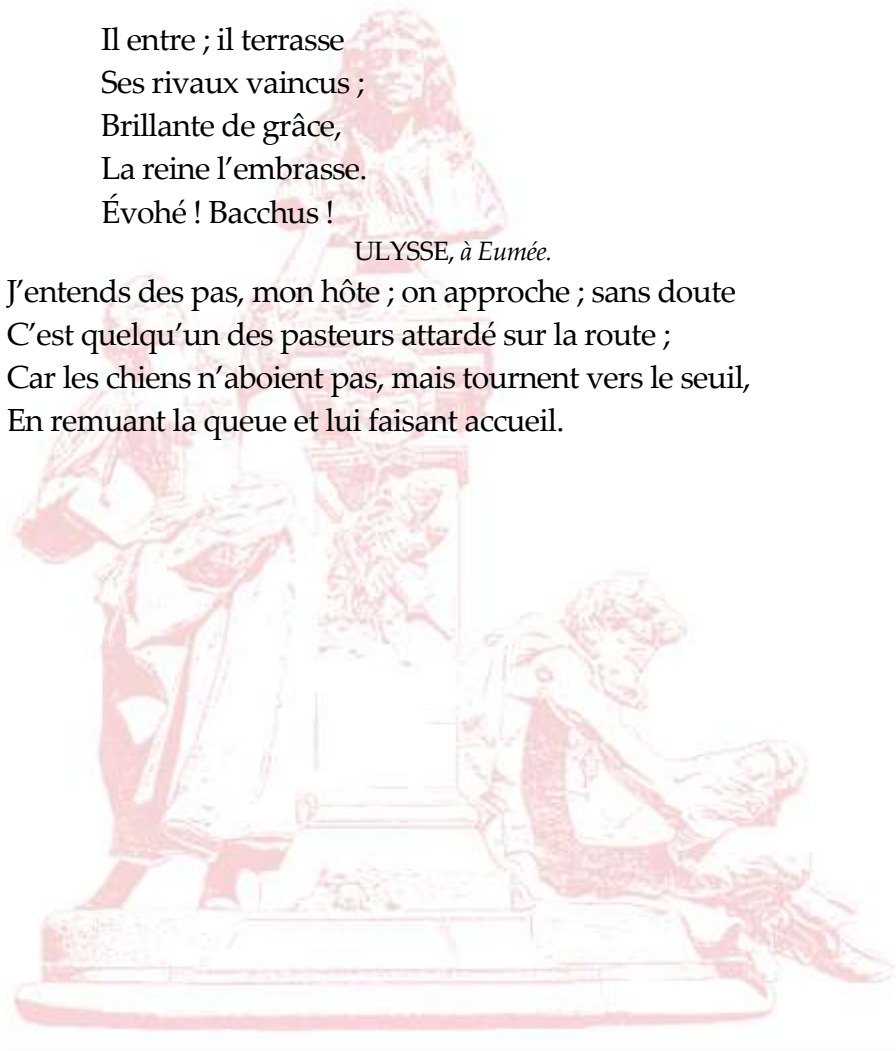 Il entre ; il terrasse
Ses rivaux vaincus ;
Brillante de grâce,
La reine l’embrasse.
Évohé ! Bacchus !
ULYSSE, à Eumée.
J’entends des pas, mon hôte ; on approche ; sans doute
C’est quelqu’un des pasteurs attardé sur la route ;
Car les chiens n’aboient pas, mais tournent vers le seuil,
En remuant la queue et lui faisant accueil.